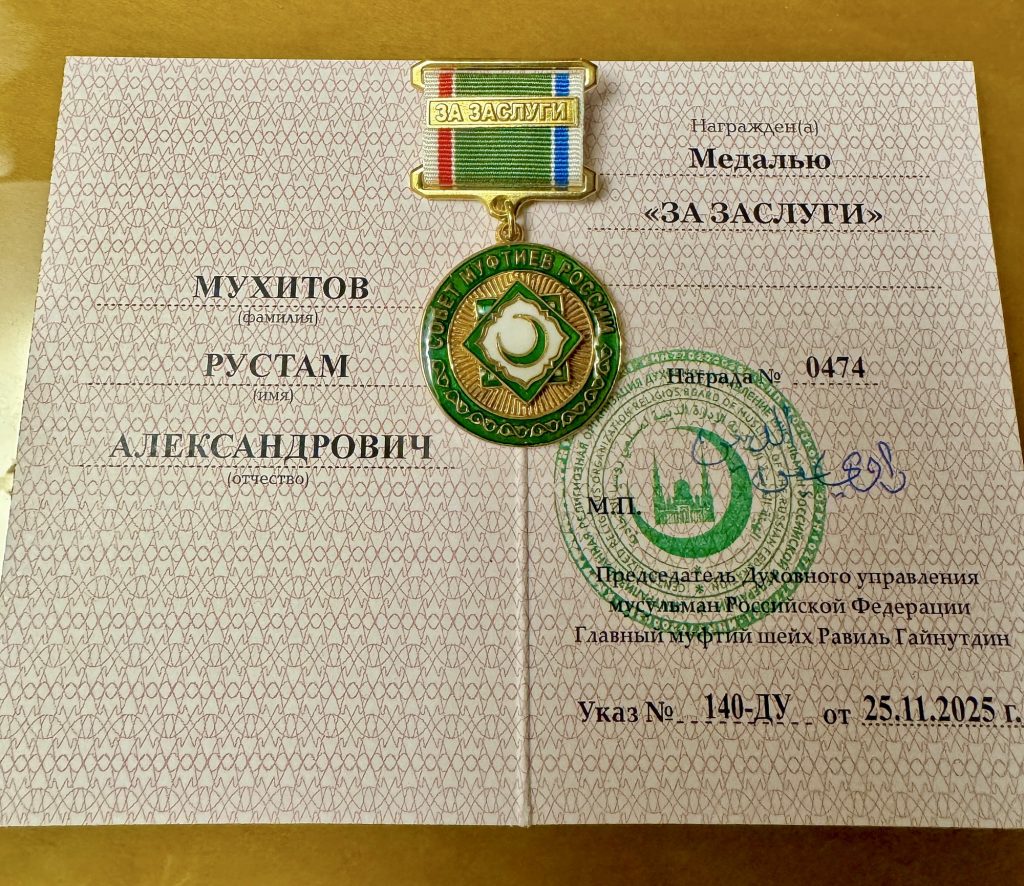 ЗА ЗАСЛУГИ
СОВЕТ МУФТИЕВ РОССИИ
МУХИТОВ
(фамилия)
РУСТАМ
(имя)
АЛЕКСАНДРОВИЧ
(отчество)
Награжден(а)
Медалью
«ЗА ЗАСЛУГИ»
Награда № 0474
М.П.
Председатель Духовного управления
мусульман Российской Федерации
Главный муфтий шейх Равиль Гайнутдин
Указ № 140-ДУ от 25.11.2025 г.